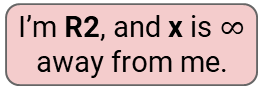 I’m R2, and x is ∞
away from me.